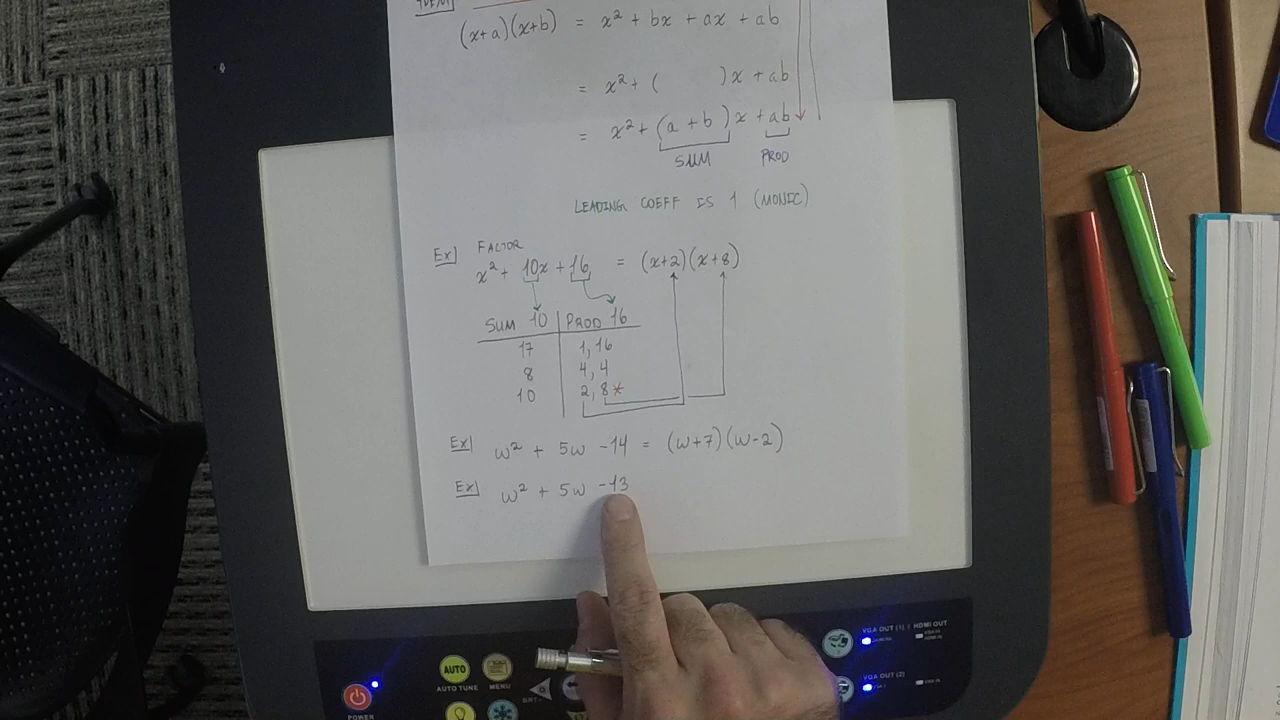 (x+a)(x+b) = x² + bx + ax + ab
= x² + ( )x + ab
= x² + (a + b)x + ab
SUM PROD
LEADING COEFF IS 1 (MONIC)
Ex] FACTOR
x² + 10x + 16 = (x+2)(x+8)
SUM 10 | PROD 16
17 1, 16
8 4, 4
10 2, 8*
Ex] w² + 5w -14 = (w+7)(w-2)
Ex] w² + 5w -13
POWER
AUTO
AUTO TUNE
MENU
VGA OUT (1) / HDMI OUT
VGA OUT (2)